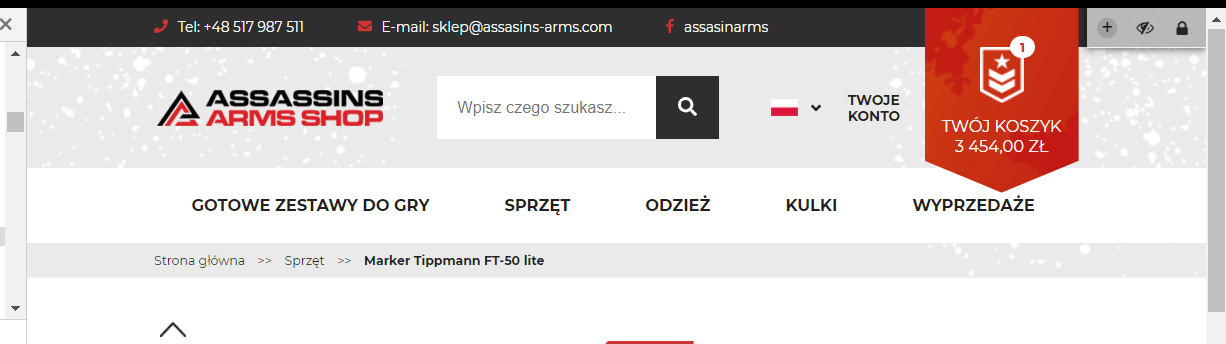 Tel: +48 517 987 511
E-mail: sklep@assasins-arms.com
assasinarms
1
ASSASSINS
ARMS SHOP
Wpisz czego szukasz...
TWOJE
KONTO
TWÓJ KOSZYK
3 454,00 ZŁ
GOTOWE ZESTAWY DO GRY
SPRZĘT
ODZIEŻ
KULKI
WYPRZEDAŻE
Strona główna >> Sprzęt >> Marker Tippmann FT-50 lite